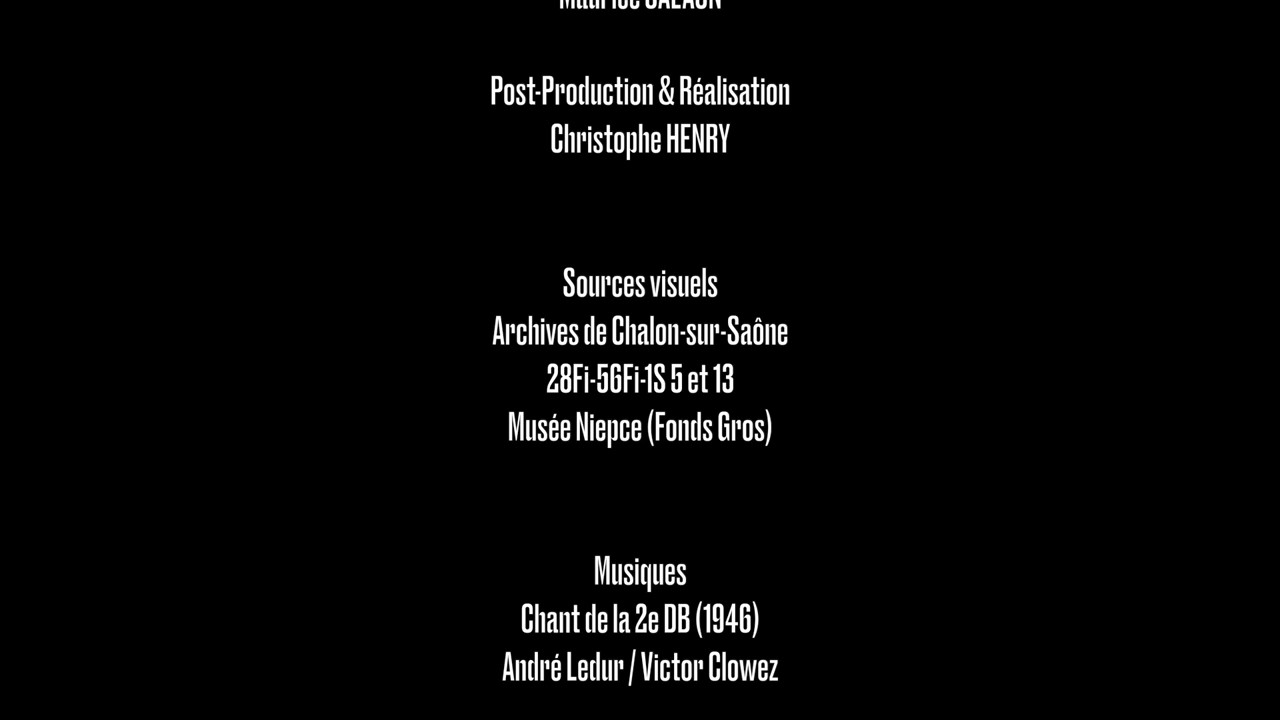 Post-Production & Réalisation
Christophe HENRY
Sources visuels
Archives de Chalon-sur-Saône
28Fi-56Fi-1S 5 et 13
Musée Niepce (Fonds Gros)
Musiques
Chant de la 2e DB (1946)
André Ledur / Victor Clowez